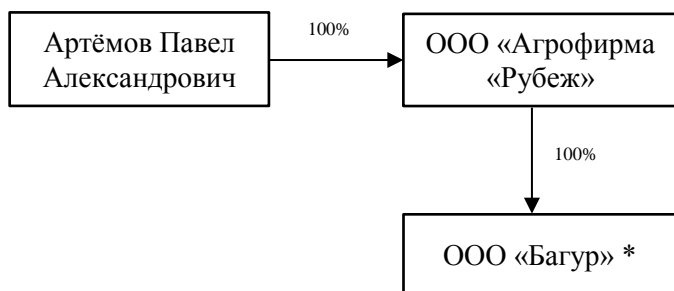 Артёмов Павел
Александрович
100%
ООО «Агрофирма
«Рубеж»
100%
ООО «Багур» *